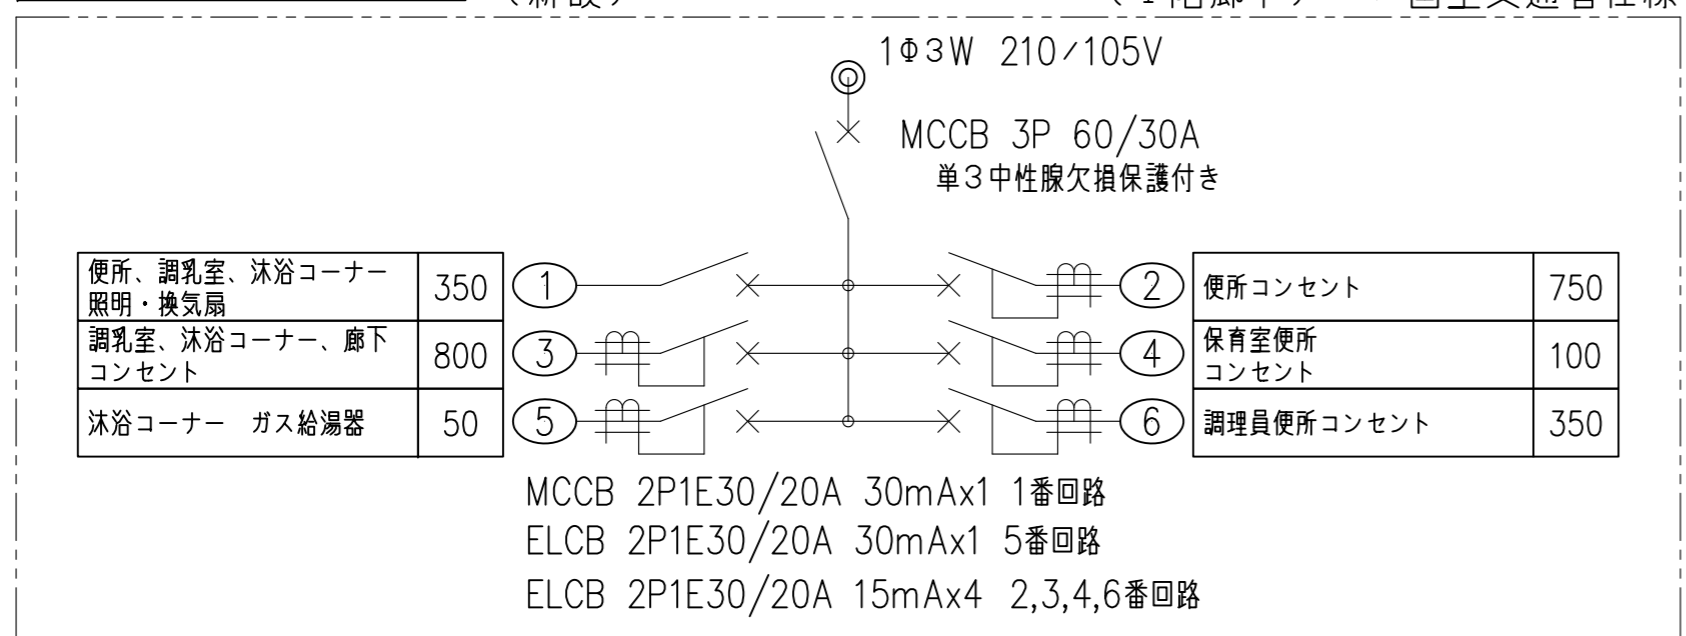 (新設)
1Φ3W 210/105V
MCCB 3P 60/30A
単3中性腺欠損保護付き
便所、調乳室、沐浴コーナー
照明・換気扇
350
1
2
便所コンセント
750
調乳室、沐浴コーナー、廊下
コンセント
800
3
4
保育室便所
コンセント
100
沐浴コーナー ガス給湯器
50
5
6
調理員便所コンセント
350
MCCB 2P1E30/20A 30mAx1 1番回路
ELCB 2P1E30/20A 30mAx1 5番回路
ELCB 2P1E30/20A 15mAx4 2,3,4,6番回路